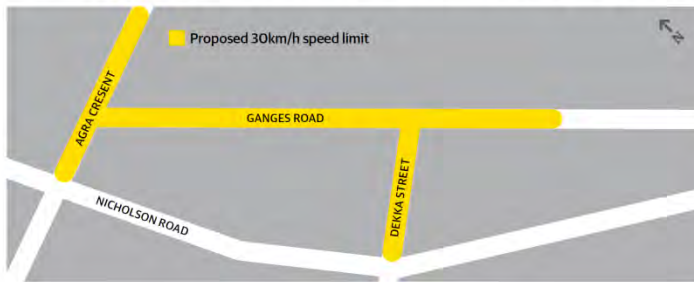 Proposed 30km/h speed limit
N
AGRA CRESENT
GANGES ROAD
DEKKA STREET
NICHOLSON ROAD